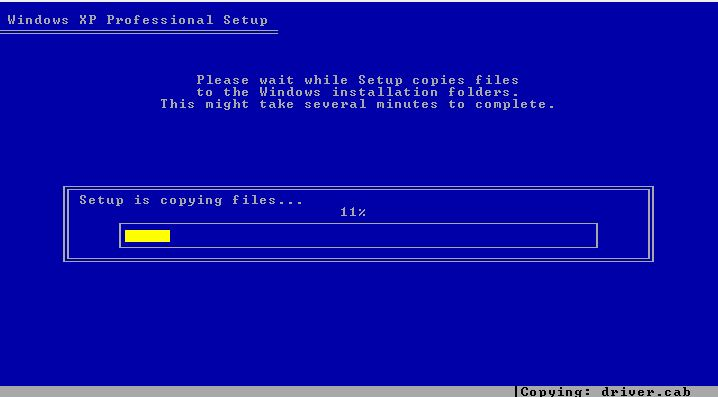 Windows XP Professional Setup
Please wait while Setup copies files
to the Windows installation folders.
This might take several minutes to complete.
Setup is copying files...
11%
|Copying: driver.cab